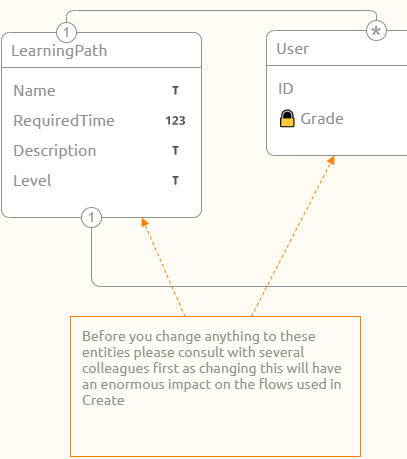 1
*
LearningPath
User
Name T
RequiredTime 123
Description T
Level T
ID
Grade
1
Before you change anything to these
entities please consult with several
colleagues first as changing this will have
an enormous impact on the flows used in
Create